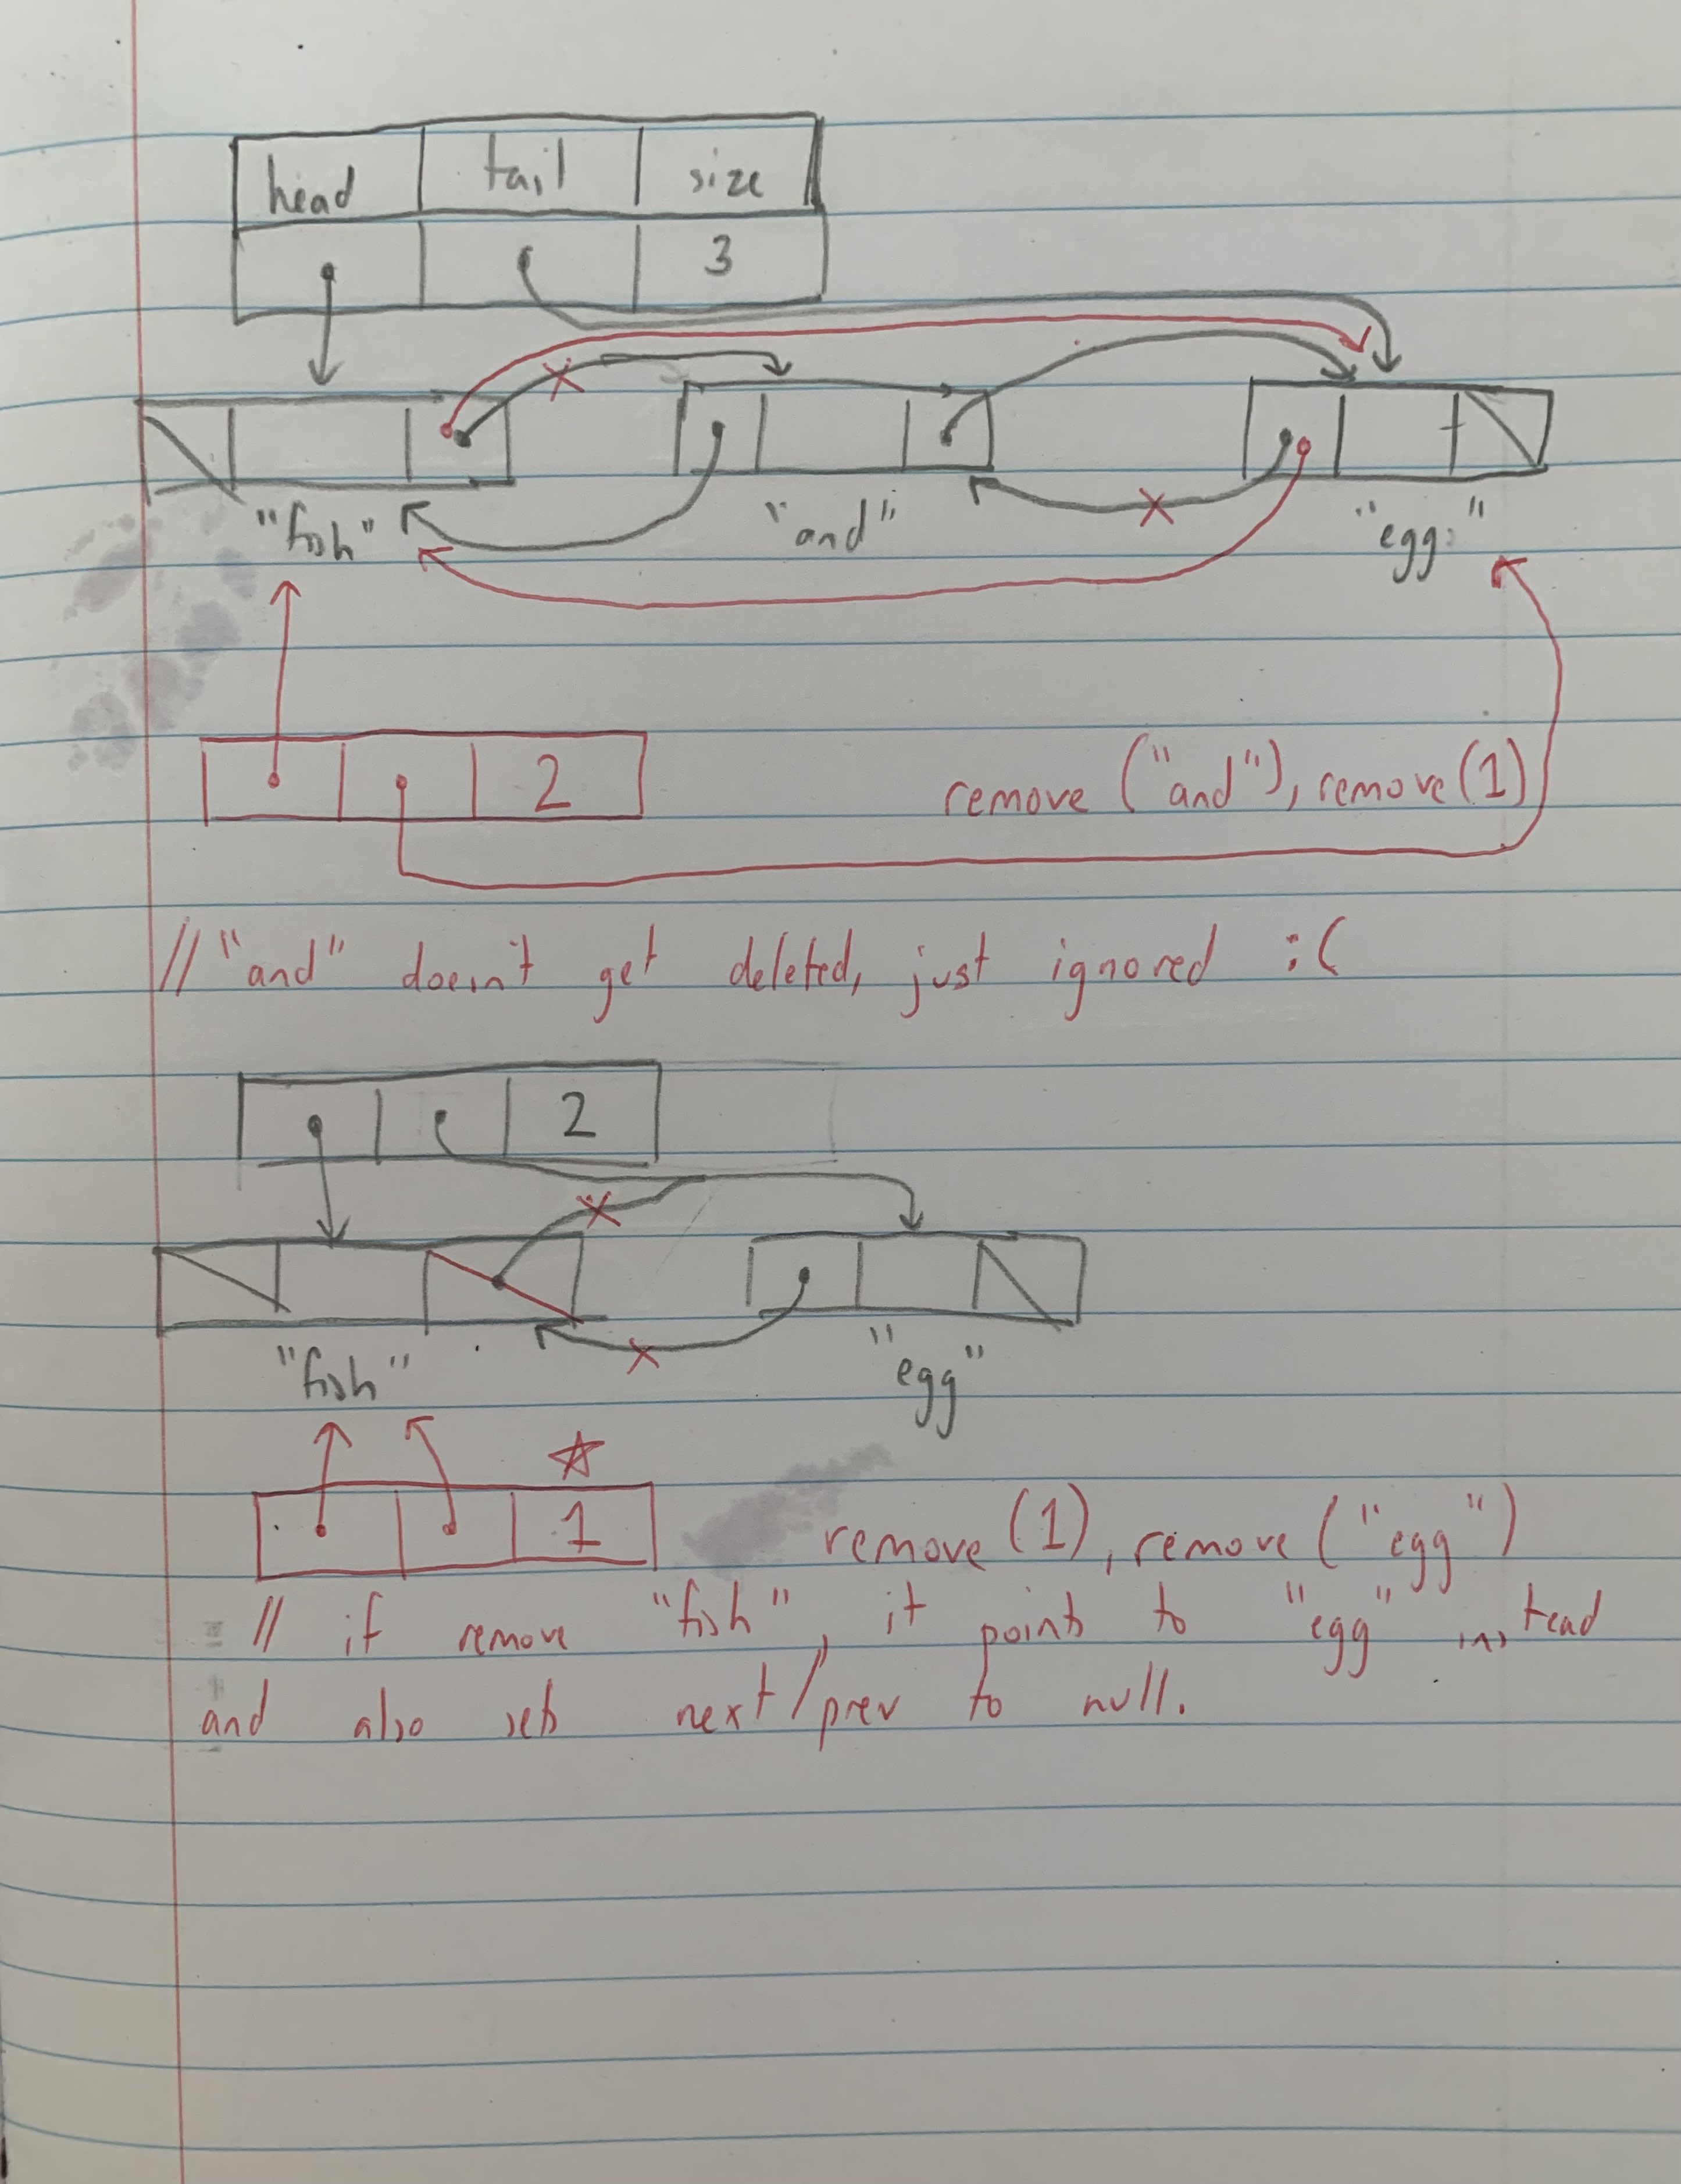 head tail size
3
"fish" "and" "egg"
2
remove ("and"), remove (1)
// "and" doesn't get deleted, just ignored :(
2
"fish" "egg"
1
remove (1), remove ("egg")
// if remove "fish", it points to "egg" instead
and also sets next/prev to null.